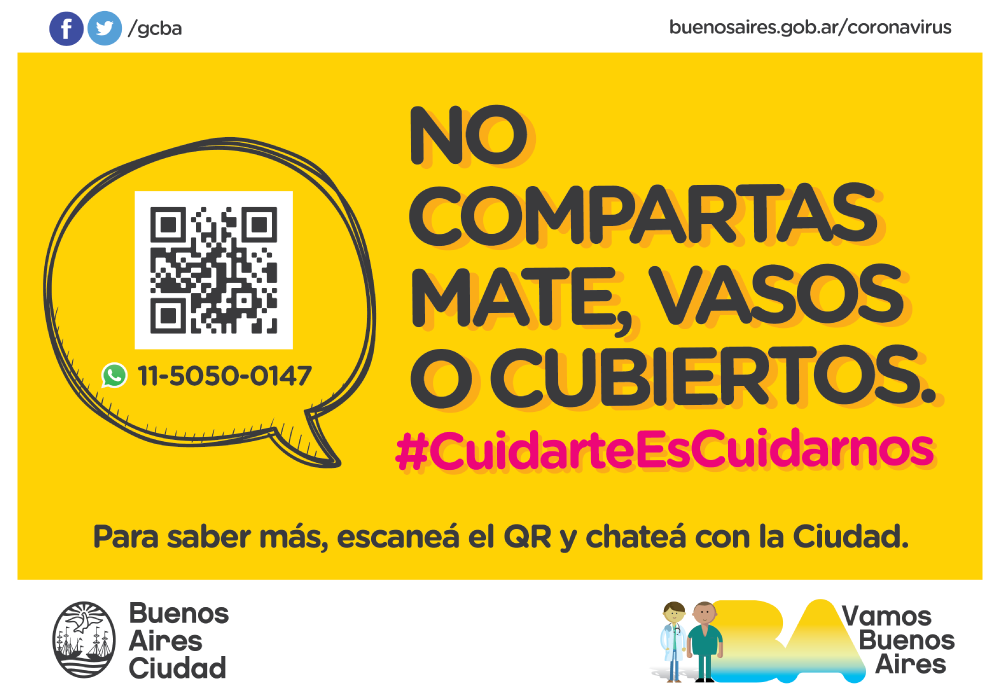 /gcba
buenosaires.gob.ar/coronavirus
NO
COMPARTAS
MATE, VASOS
O CUBIERTOS.
#CuidarteEsCuidarnos
11-5050-0147
Para saber más, escaneá el QR y chateá con la Ciudad.
Buenos
Aires
Ciudad
BA
Vamos
Buenos
Aires